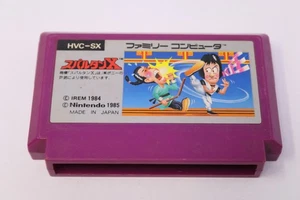 HVC-SX
ファミリー コンピュータ
スパルタンX
© IREM 1984
© Nintendo 1985
MADE IN JAPAN